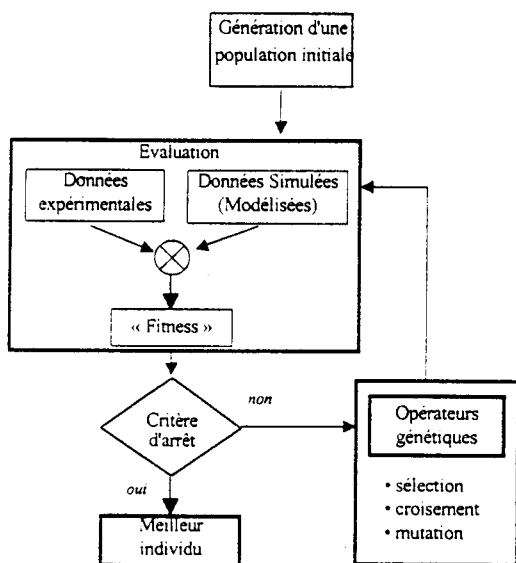 Génération d'une
population initiale
Evaluation
Données
expérimentales
Données Simulées
(Modélisées)
« Fitness »
Critère
d'arrêt
non
oui
Opérateurs
génétiques
• sélection
• croisement
• mutation
Meilleur
individu